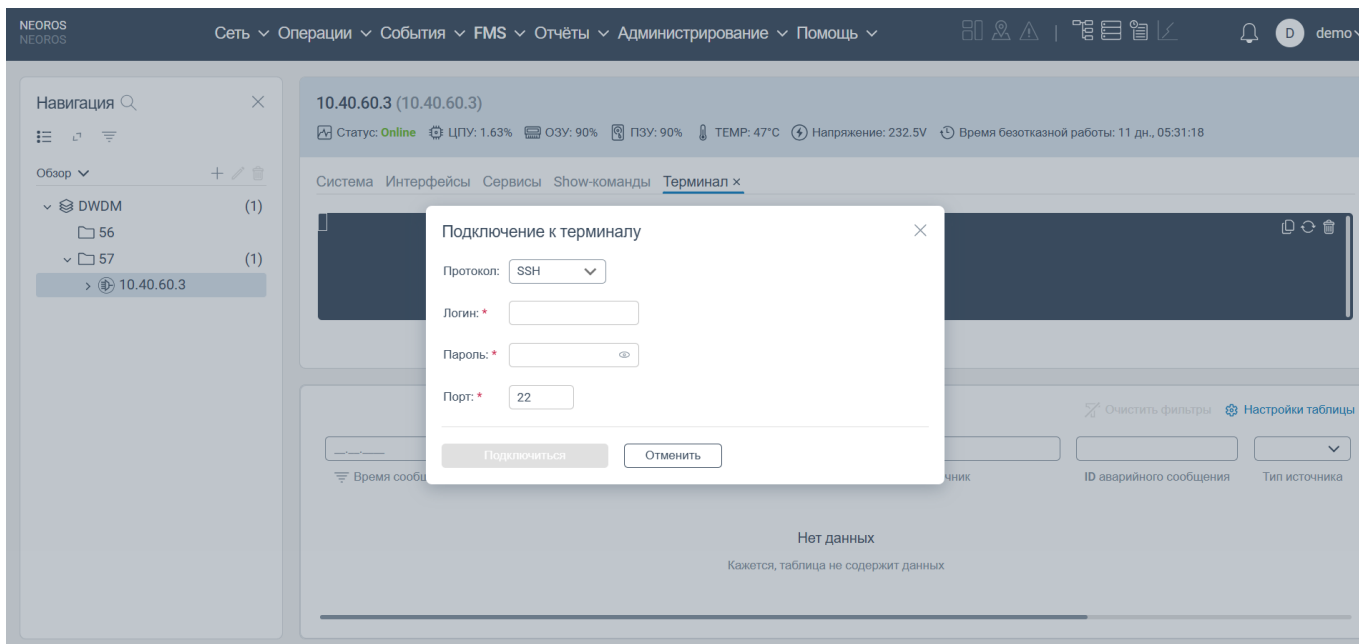 NEOROS
NEOROS
Сеть Операции События FMS Отчёты Администрирование Помощь
D demo
Навигация
Обзор
DWDM (1)
56
57 (1)
10.40.60.3
10.40.60.3 (10.40.60.3)
Статус: Online ЦПУ: 1.63% ОЗУ: 90% ПЗУ: 90% TEMP: 47°C Напряжение: 232.5V Время безотказной работы: 11 дн., 05:31:18
Система Интерфейсы Сервисы Show-команды Терминал ×
Подключение к терминалу
Протокол: SSH
Логин: *
Пароль: *
Порт: * 22
Подключиться Отменить
Очистить фильтры Настройки таблицы
__.__.____
Время сообщ чник ID аварийного сообщения Тип источника
Нет данных
Кажется, таблица не содержит данных